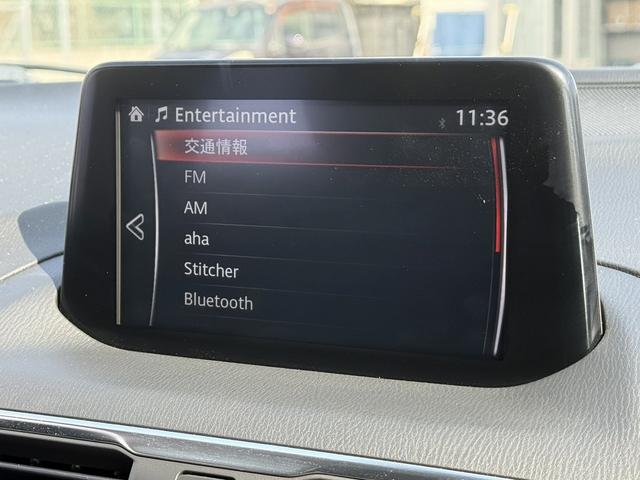 Entertainment 11:36
交通情報
FM
AM
aha
Stitcher
Bluetooth